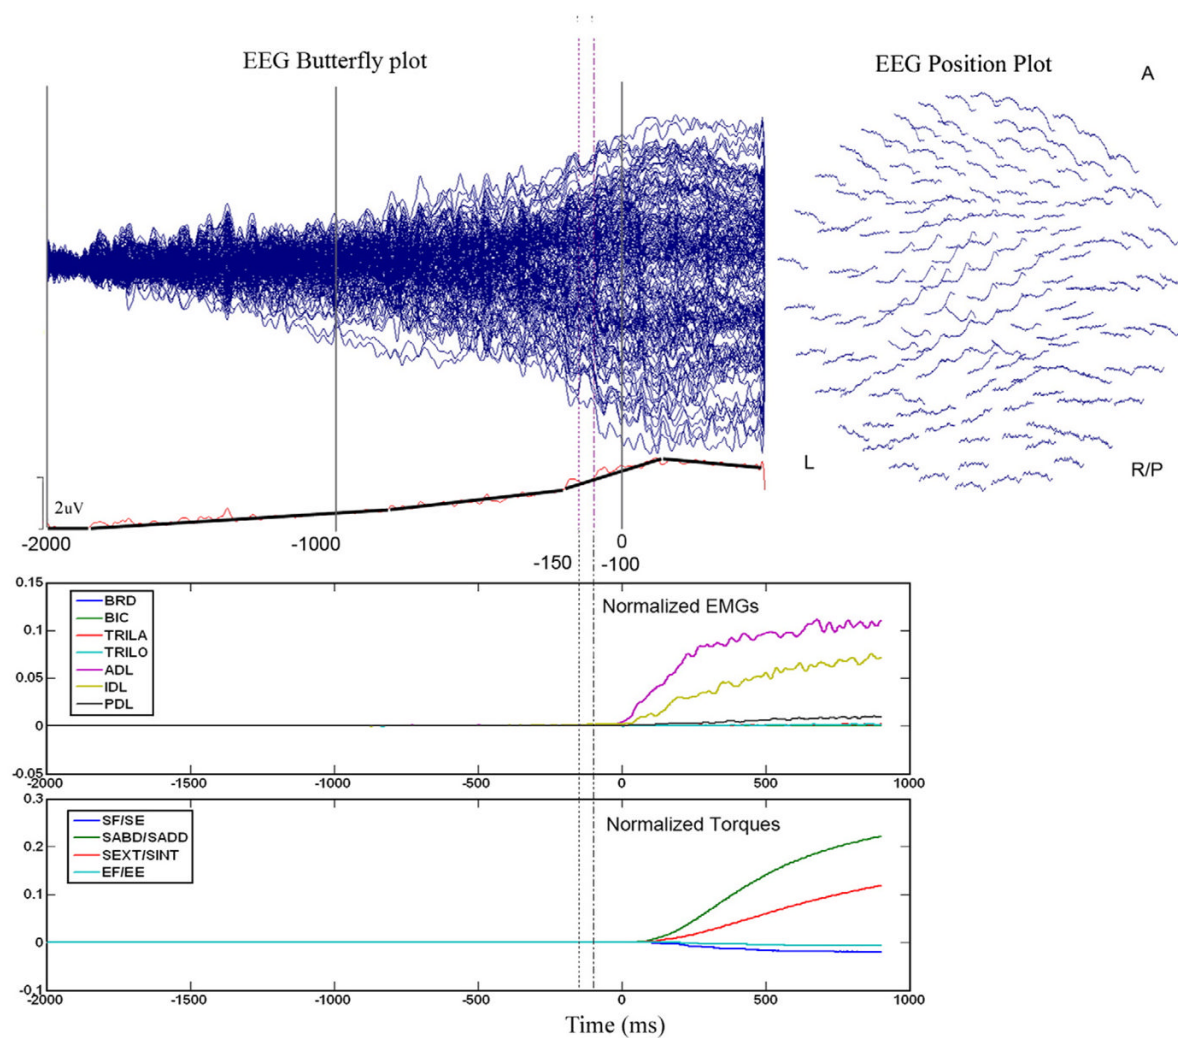 EEG Butterfly plot
EEG Position Plot
A
L
R/P
2uV
-2000
-1000
0
-150
-100
0.15
0.1
0.05
0
-0.05
BRD
BIC
TRILA
TRILO
ADL
IDL
PDL
Normalized EMGs
-2000
-1500
-1000
-500
0
500
1000
0.3
0.2
0.1
0
-0.1
SF/SE
SABD/SADD
SEXT/SINT
EF/EE
Normalized Torques
-2000
-1500
-1000
-500
0
500
1000
Time (ms)